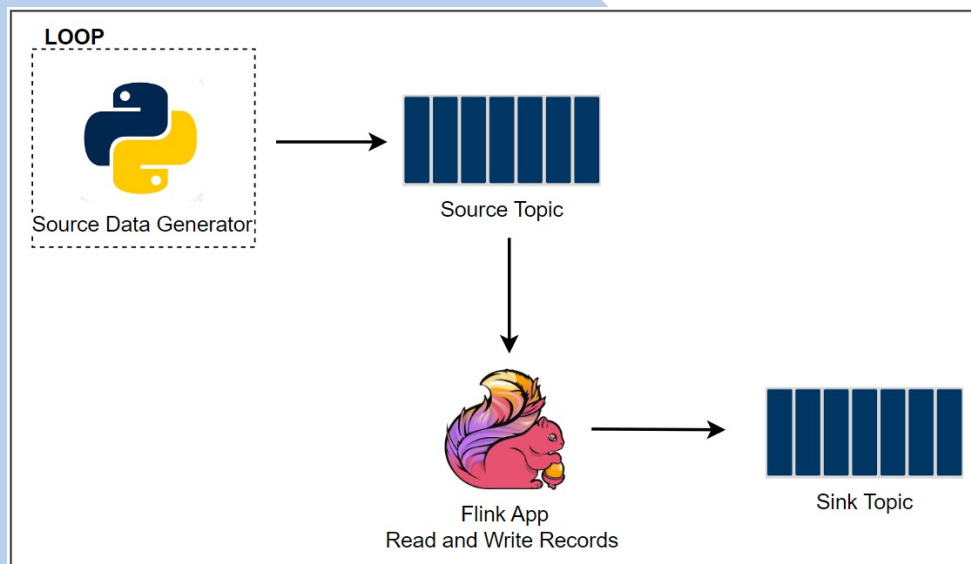 LOOP
Source Data Generator
Source Topic
Flink App
Read and Write Records
Sink Topic